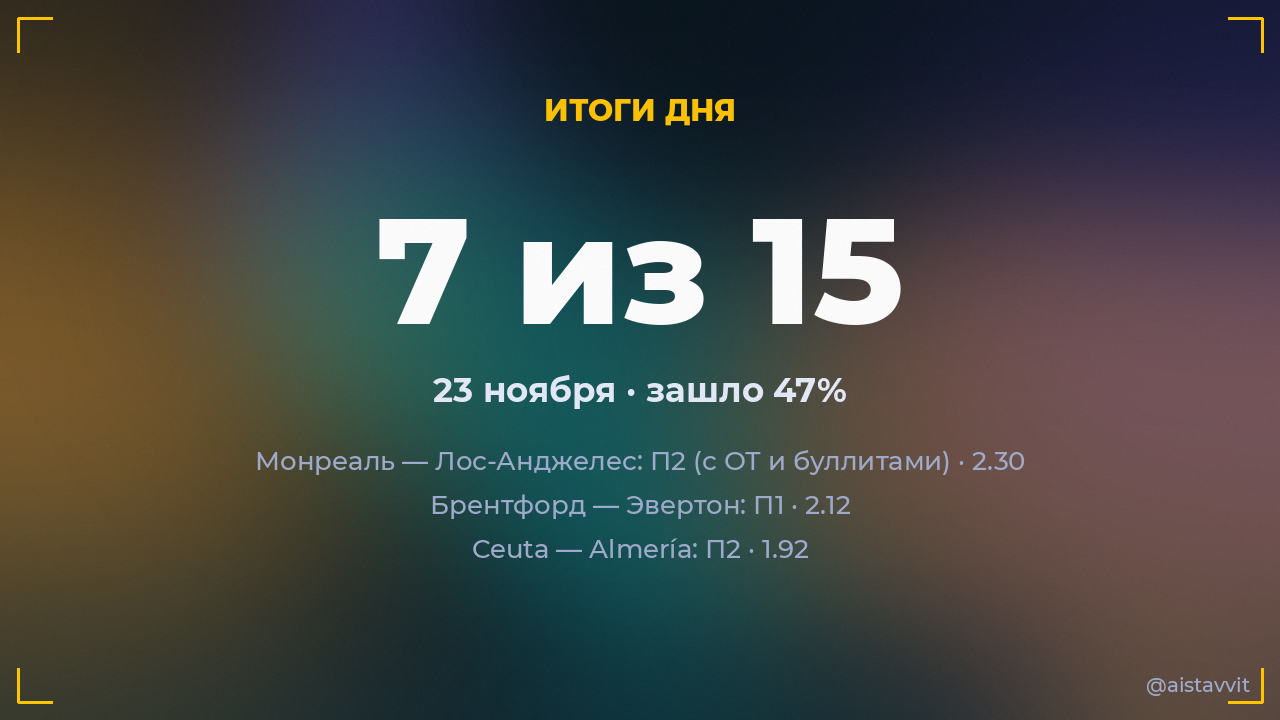 ИТОГИ ДНЯ
7 из 15
23 ноября · зашло 47%
Монреаль — Лос-Анджелес: П2 (с ОТ и буллитами) · 2.30
Брентфорд — Эвертон: П1 · 2.12
Ceuta — Almería: П2 · 1.92
@aistavvit